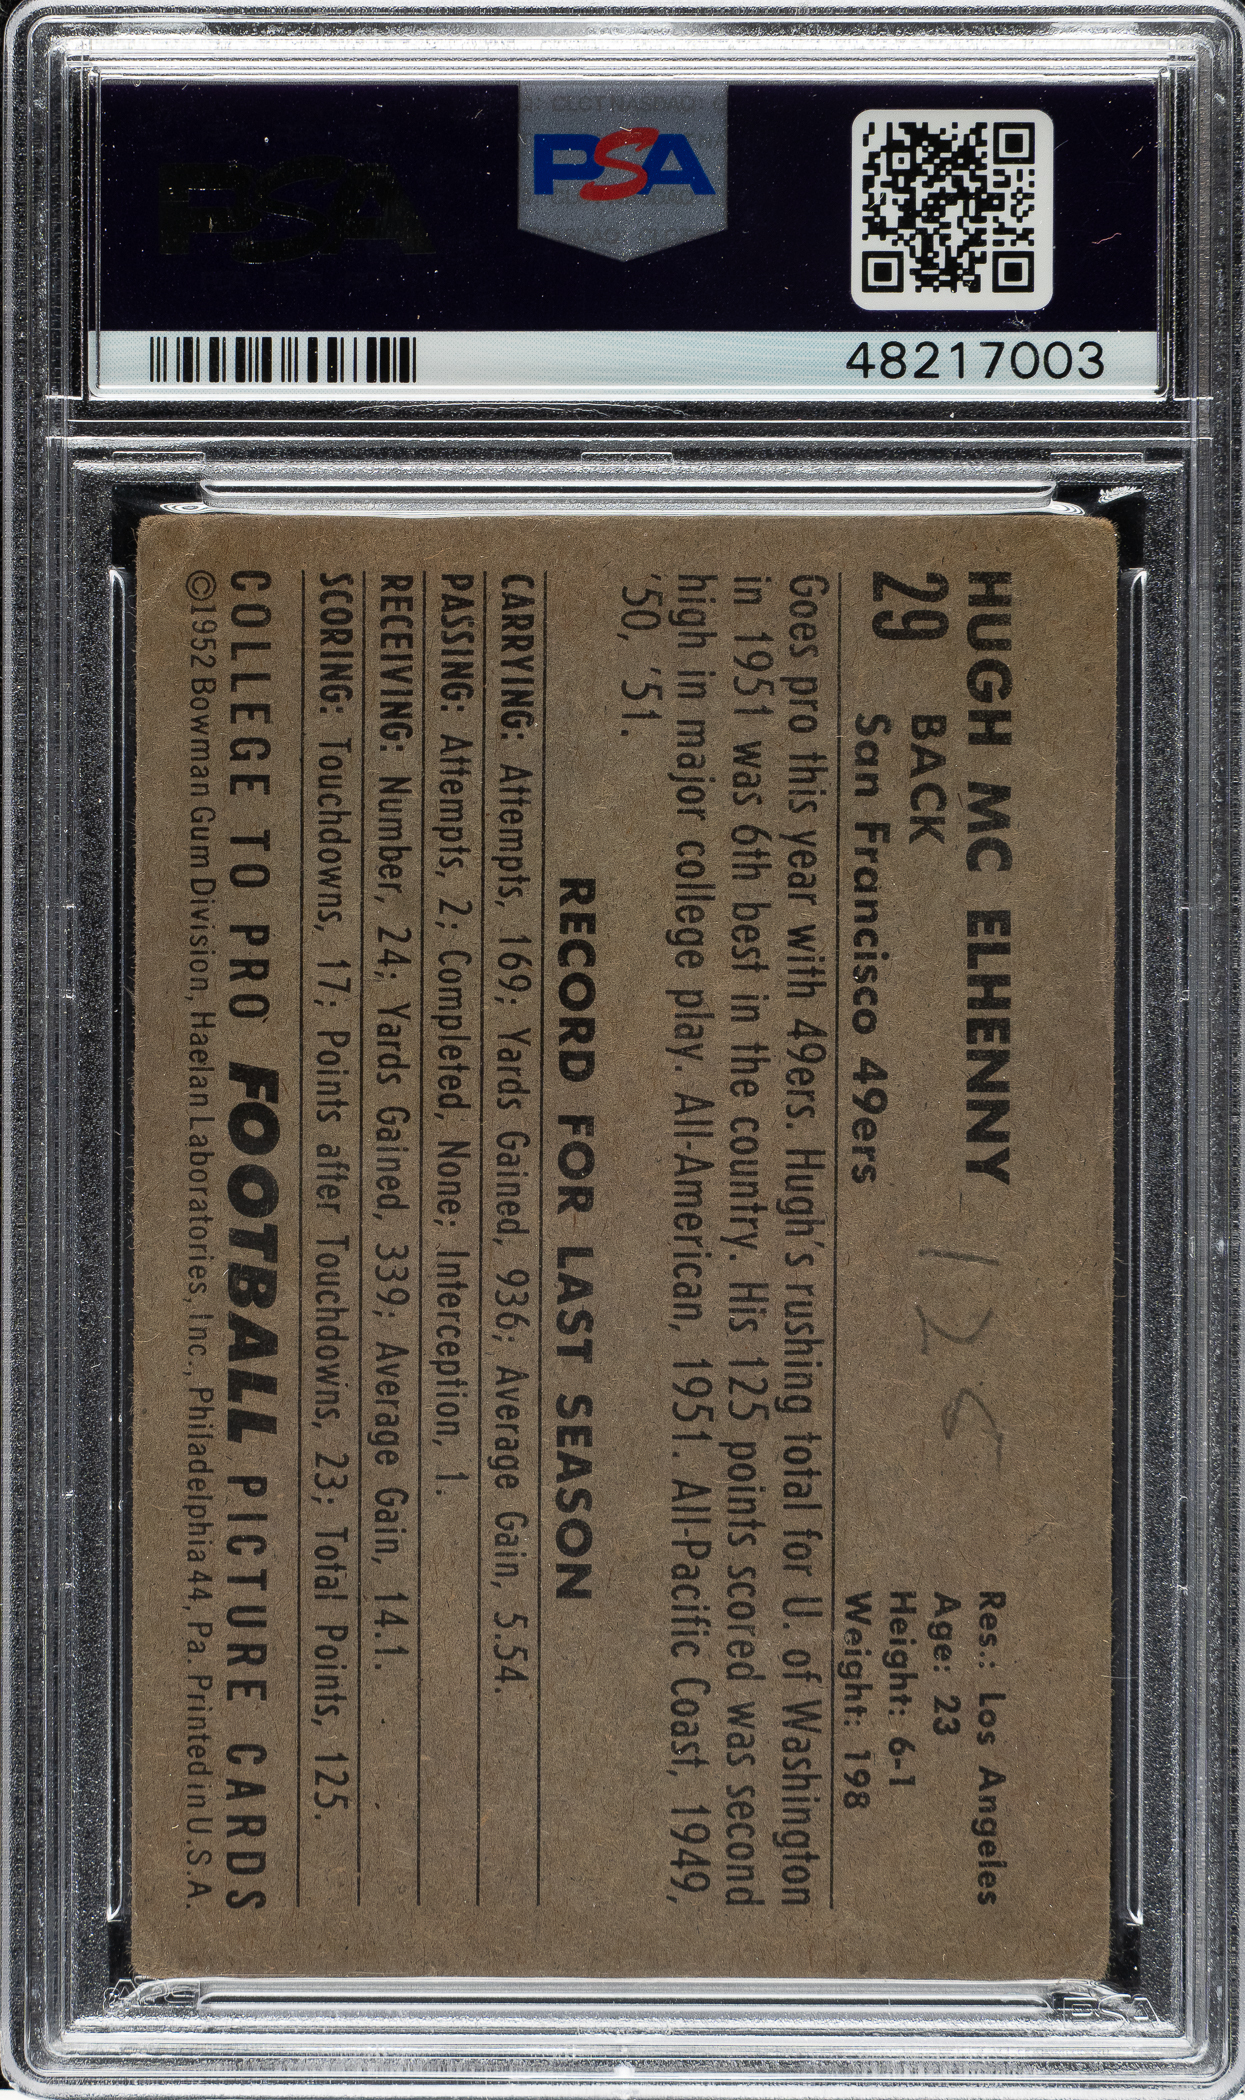 PSA
PSA
CLCT NASDAQ
48217003
HUGH MC ELHENNY
29
BACK
San Francisco 49ers
Res.: Los Angeles
Age: 23
Height: 6-1
Weight: 198
Goes pro this year with 49ers. Hugh's rushing total for U. of Washington
in 1951 was 6th best in the country. His 125 points scored was second
high in major college play. All-American, 1951. All-Pacific Coast, 1949,
'50, '51.
RECORD FOR LAST SEASON
CARRYING: Attempts, 169; Yards Gained, 936; Average Gain, 5.54.
PASSING: Attempts, 2; Completed, None; Interception, 1.
RECEIVING: Number, 24; Yards Gained, 339; Average Gain, 14.1.
SCORING: Touchdowns, 17; Points after Touchdowns, 23; Total Points, 125.
COLLEGE TO PRO FOOTBALL PICTURE CARDS
©1952 Bowman Gum Division, Haelan Laboratories, Inc., Philadelphia 44, Pa. Printed in U.S.A.
PSA